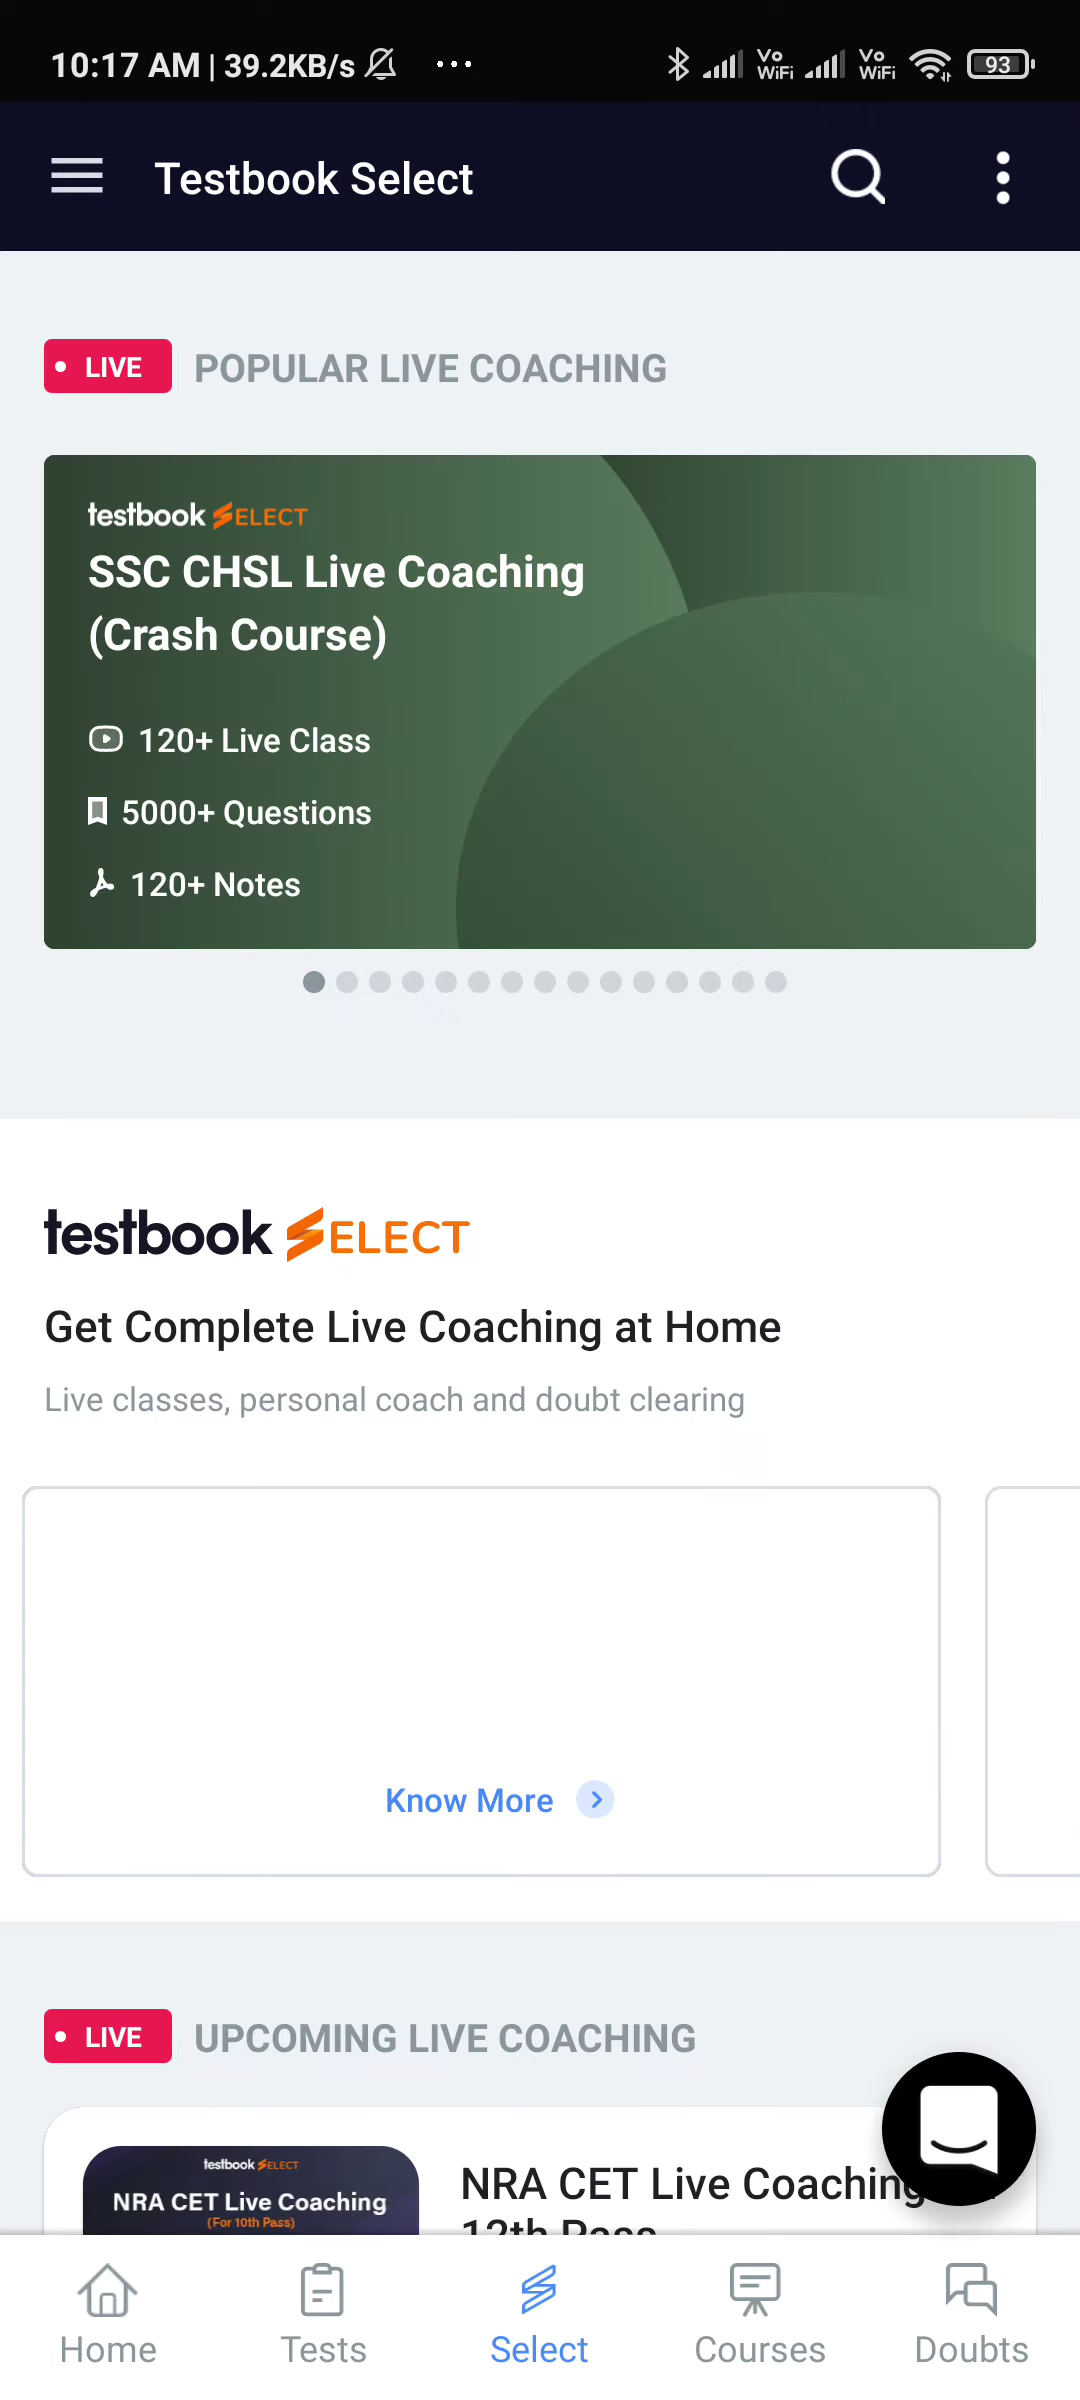 10:17 AM | 39.2KB/s ... Vo WiFi Vo WiFi 93
Testbook Select
LIVE POPULAR LIVE COACHING
testbook SELECT
SSC CHSL Live Coaching
(Crash Course)
120+ Live Class
5000+ Questions
120+ Notes
testbook SELECT
Get Complete Live Coaching at Home
Live classes, personal coach and doubt clearing
Know More
LIVE UPCOMING LIVE COACHING
testbook SELECT
NRA CET Live Coaching
(For 10th Pass)
NRA CET Live Coaching
12th Pass
Home Tests Select Courses Doubts